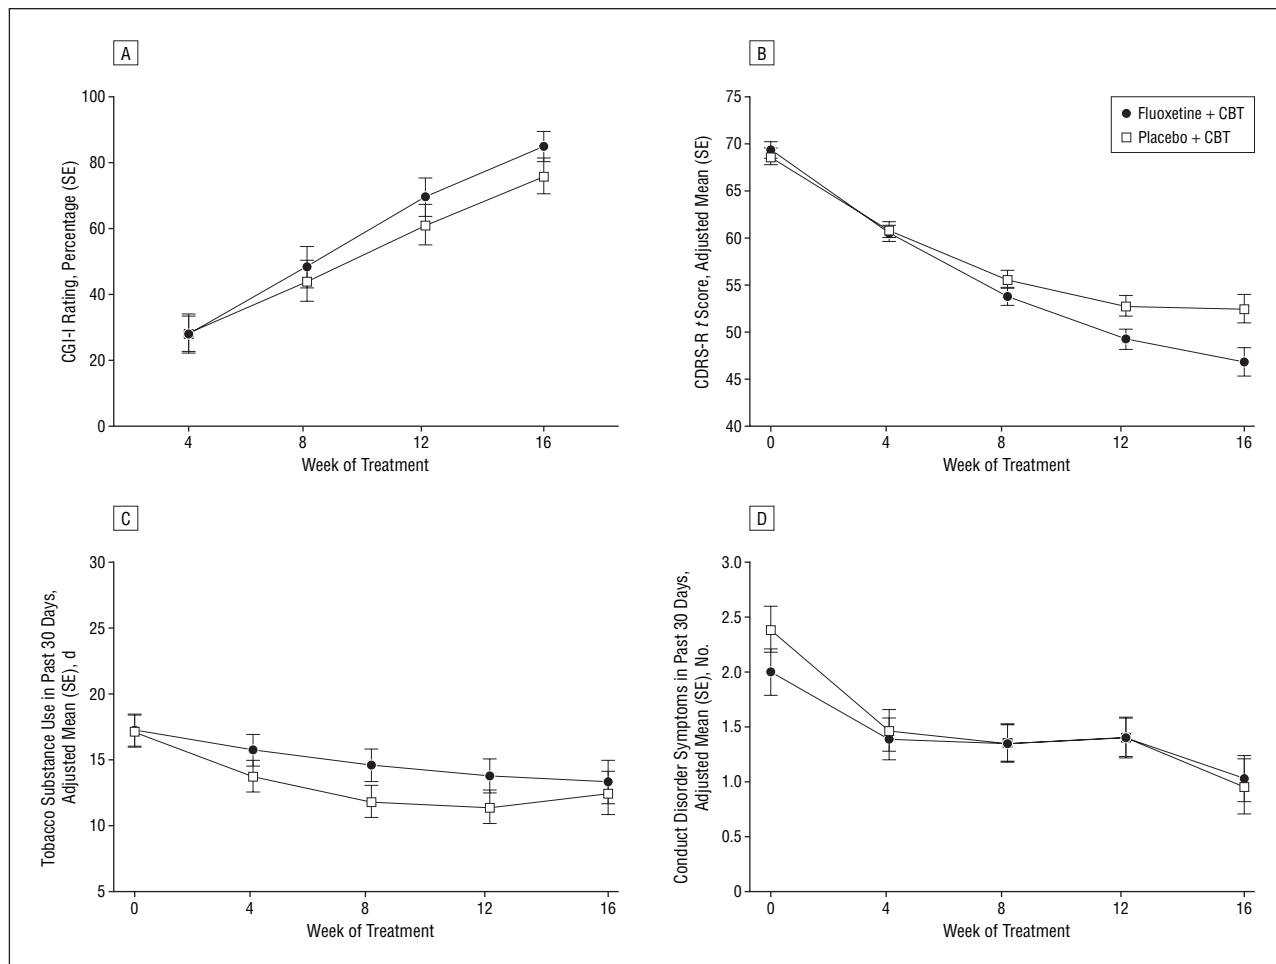 A
CGI-I Rating, Percentage (SE)
100
80
60
40
20
0
4 8 12 16
Week of Treatment
B
CDRS-R t Score, Adjusted Mean (SE)
75
70
65
60
55
50
45
40
0 4 8 12 16
Week of Treatment
Fluoxetine + CBT
Placebo + CBT
C
Tobacco Substance Use in Past 30 Days,
Adjusted Mean (SE), d
30
25
20
15
10
5
0 4 8 12 16
Week of Treatment
D
Conduct Disorder Symptoms in Past 30 Days,
Adjusted Mean (SE), No.
3.0
2.5
2.0
1.5
1.0
0.5
0
0 4 8 12 16
Week of Treatment